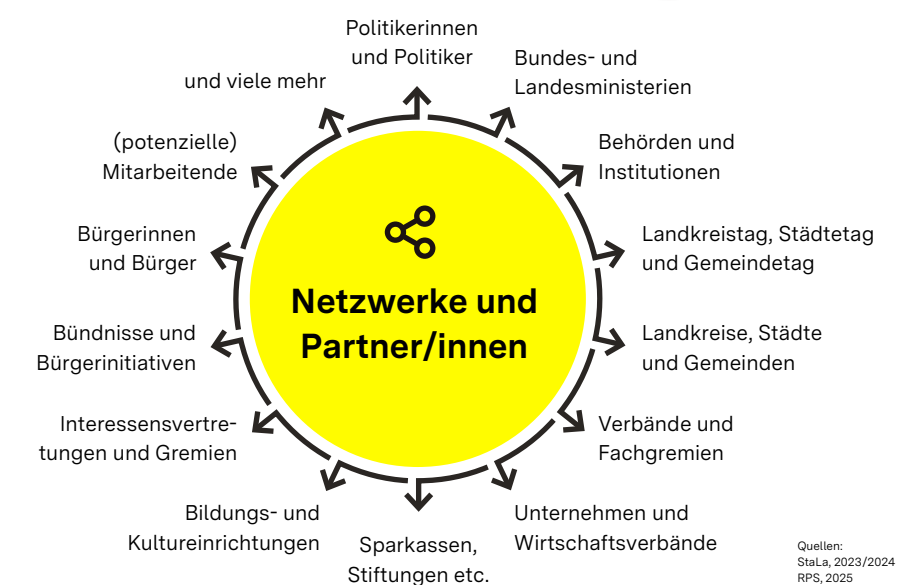 Politikerinnen
und Politiker
Bundes- und
Landesministerien
Behörden und
Institutionen
Landkreistag, Städtetag
und Gemeindetag
Landkreise, Städte
und Gemeinden
Verbände und
Fachgremien
Unternehmen und
Wirtschaftsverbände
Sparkassen,
Stiftungen etc.
Bildungs- und
Kultureinrichtungen
Interessensvertre-
tungen und Gremien
Bündnisse und
Bürgerinitiativen
Bürgerinnen
und Bürger
(potenzielle)
Mitarbeitende
und viele mehr
Netzwerke und
Partner/innen
Quellen:
StaLa, 2023/2024
RPS, 2025